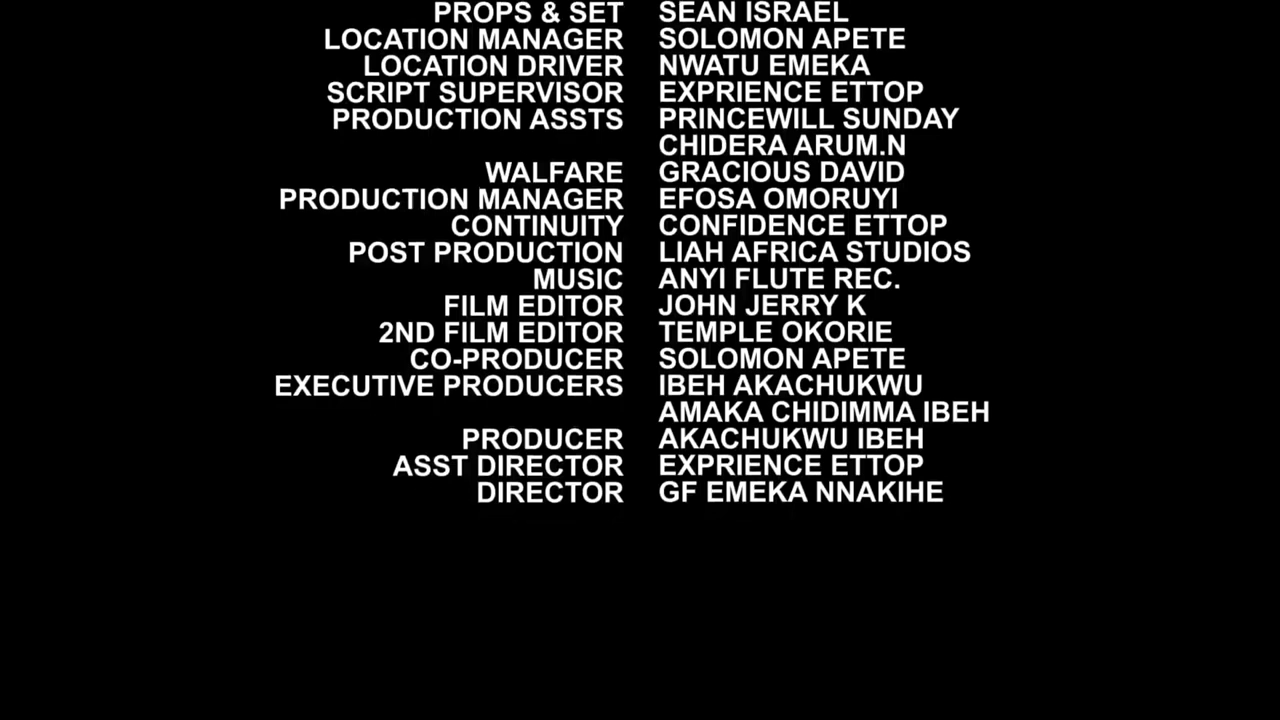 PROPS & SET SEAN ISRAEL
LOCATION MANAGER SOLOMON APETE
LOCATION DRIVER NWATU EMEKA
SCRIPT SUPERVISOR EXPRIENCE ETTOP
PRODUCTION ASSTS PRINCEWILL SUNDAY
CHIDERA ARUM.N
WALFARE GRACIOUS DAVID
PRODUCTION MANAGER EFOSA OMORUYI
CONTINUITY CONFIDENCE ETTOP
POST PRODUCTION LIAH AFRICA STUDIOS
MUSIC ANYI FLUTE REC.
FILM EDITOR JOHN JERRY K
2ND FILM EDITOR TEMPLE OKORIE
CO-PRODUCER SOLOMON APETE
EXECUTIVE PRODUCERS IBEH AKACHUKWU
AMAKA CHIDIMMA IBEH
PRODUCER AKACHUKWU IBEH
ASST DIRECTOR EXPRIENCE ETTOP
DIRECTOR GF EMEKA NNAKIHE